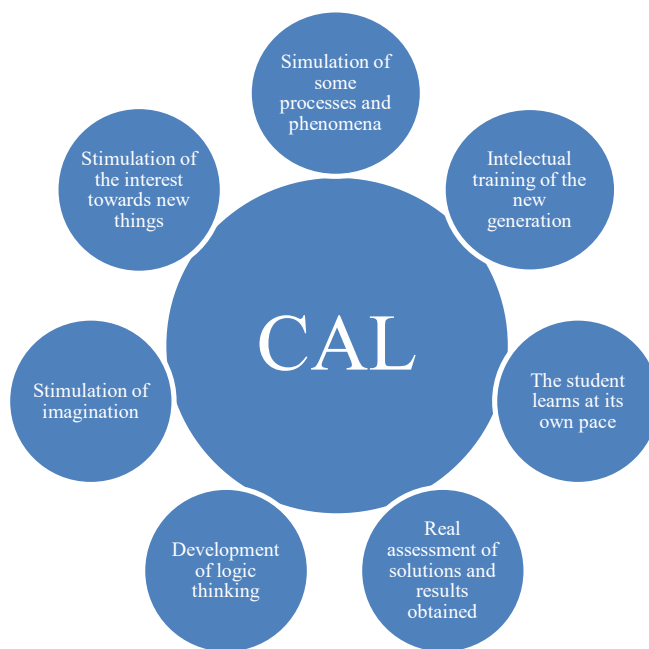 Simulation of
some
processes and
phenomena
Intelectual
training of the
new
generation
The student
learns at its
own pace
Real
assessment of
solutions and
results
obtained
Development
of logic
thinking
Stimulation of
imagination
Stimulation of
the interest
towards new
things
CAL